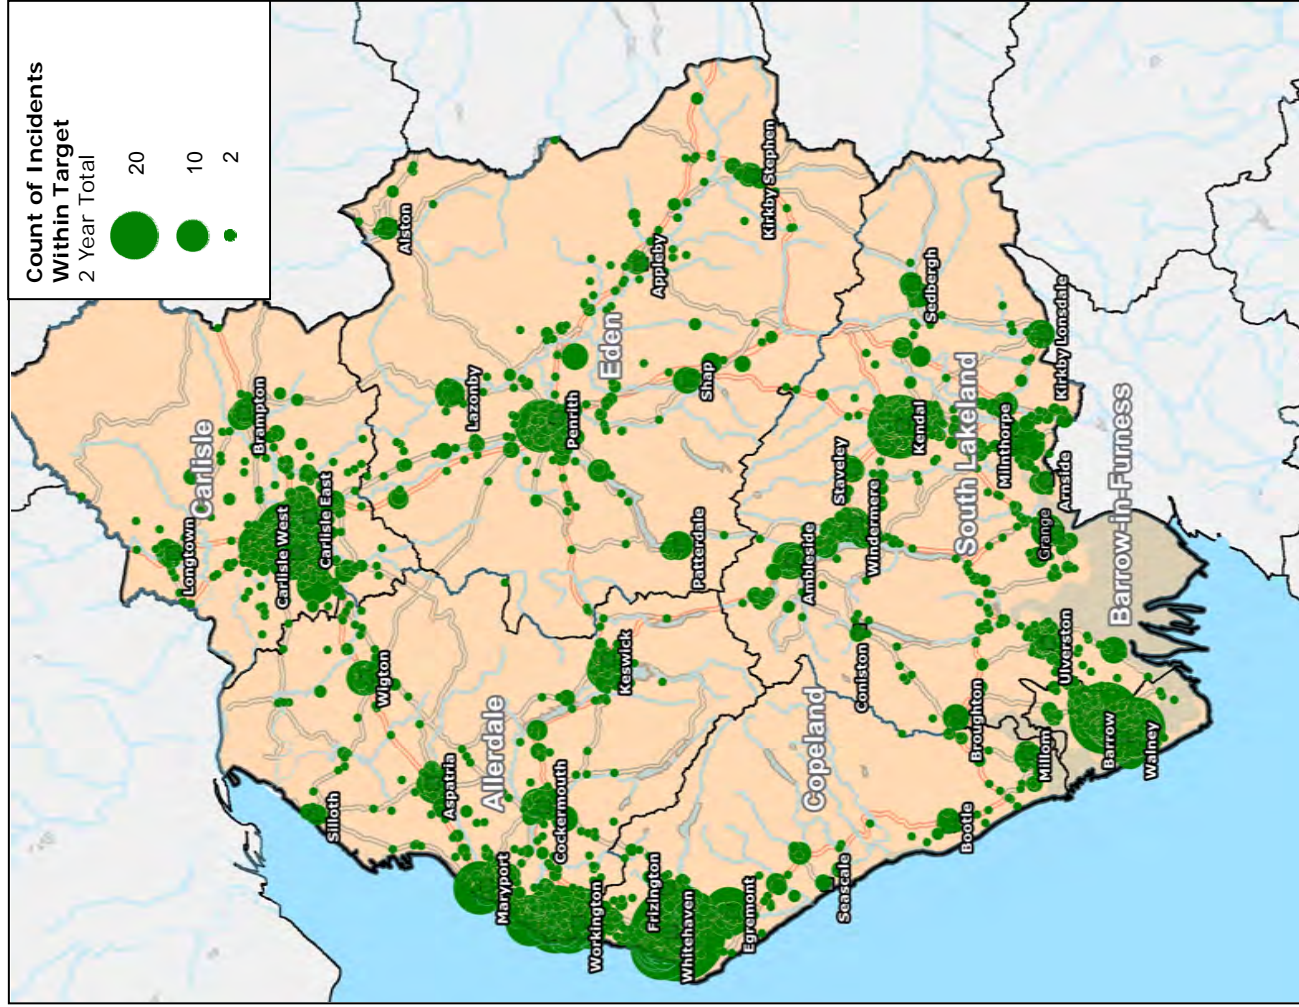 Count of Incidents
Within Target
2 Year Total
20
10
2
Carlisle
Longtown
Brampton
Carlisle West
Carlisle East
Alston
Wigton
Silloth
Lazonby
Aspatria
Allerdale
Maryport
Penrith
Eden
Cockermouth
Appleby
Workington
Keswick
Frizington
Shap
Patterdale
Whitehaven
Kirkby Stephen
Egremont
Copeland
Ambleside
Staveley
Windermere
Seascale
Coniston
Kendal
Sedbergh
South Lakeland
Bootle
Broughton
Milnthorpe
Grange
Arnside
Kirkby Lonsdale
Millom
Ulverston
Barrow
Walney
Barrow-in-Furness